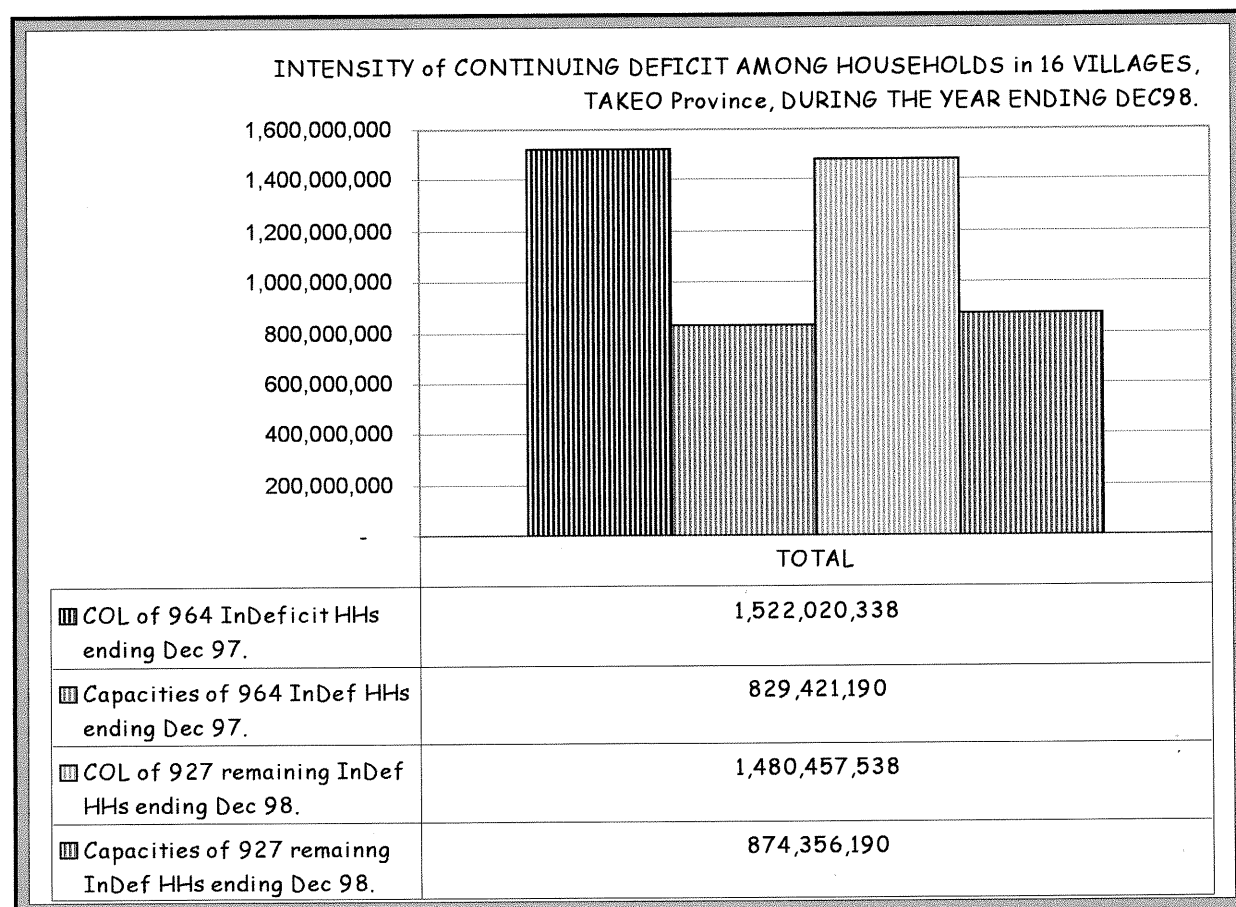 INTENSITY of CONTINUING DEFICIT AMONG HOUSEHOLDS in 16 VILLAGES,
TAKEO Province, DURING THE YEAR ENDING DEC98.
1,600,000,000
1,400,000,000
1,200,000,000
1,000,000,000
800,000,000
600,000,000
400,000,000
200,000,000
-
TOTAL
COL of 964 InDeficit HHs
ending Dec 97.
1,522,020,338
Capacities of 964 InDef HHs
ending Dec 97.
829,421,190
COL of 927 remaining InDef
HHs ending Dec 98.
1,480,457,538
Capacities of 927 remainng
InDef HHs ending Dec 98.
874,356,190